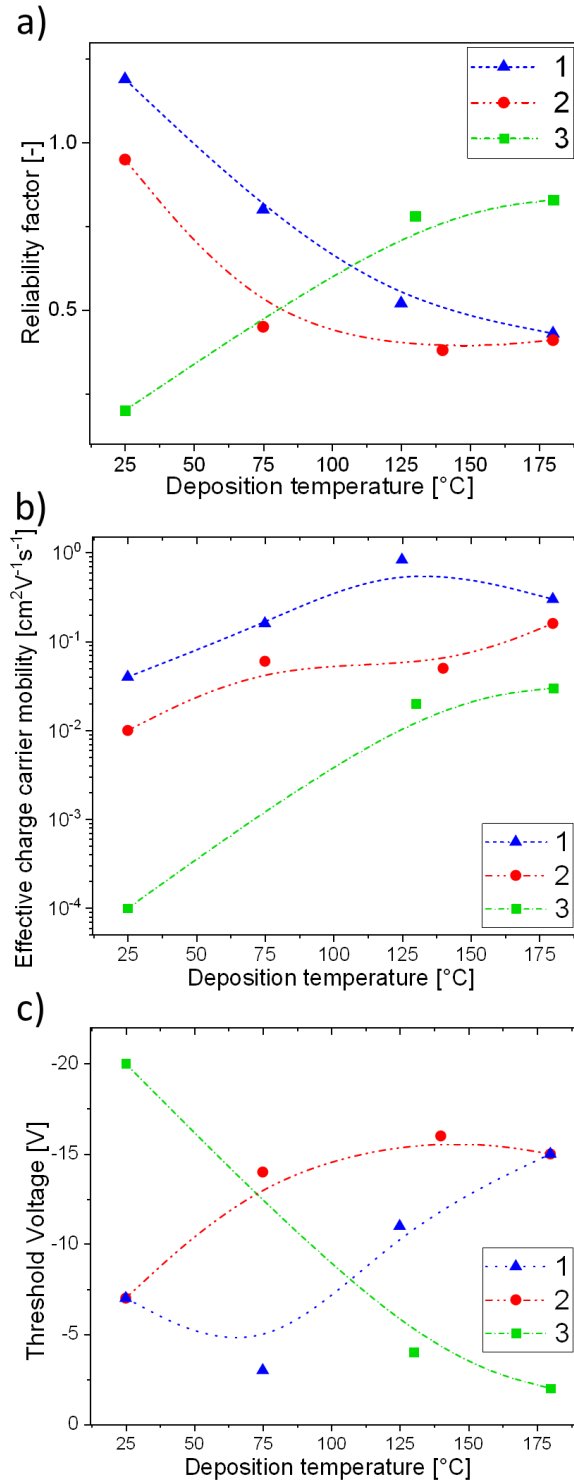 a)
Reliability factor [-]
1.0
0.5
1
2
3
25 50 75 100 125 150 175
Deposition temperature [°C]
b)
Effective charge carrier mobility [cm²V⁻¹s⁻¹]
10⁰
10⁻¹
10⁻²
10⁻³
10⁻⁴
1
2
3
25 50 75 100 125 150 175
Deposition temperature [°C]
c)
Threshold Voltage [V]
-20
-15
-10
-5
0
1
2
3
25 50 75 100 125 150 175
Deposition temperature [°C]